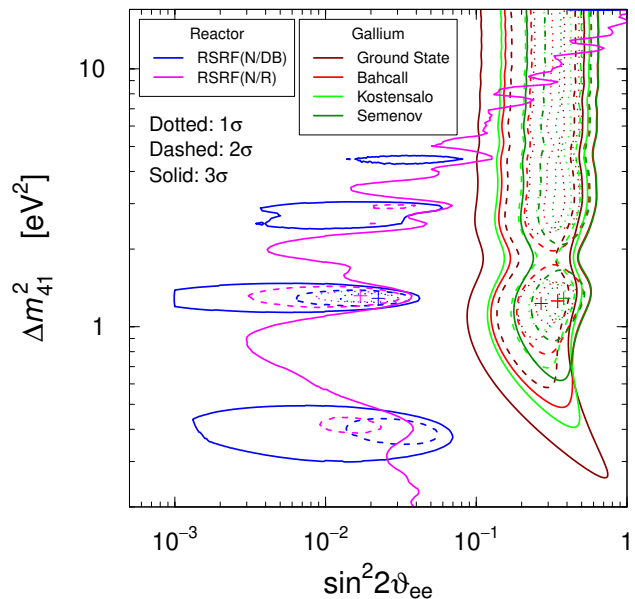 Reactor
RSRF(N/DB)
RSRF(N/R)
Gallium
Ground State
Bahcall
Kostensalo
Semenov
Dotted: 1σ
Dashed: 2σ
Solid: 3σ
10
1
Δm²₄₁ [eV²]
10⁻³ 10⁻² 10⁻¹ 1
sin²2ϑₑₑ